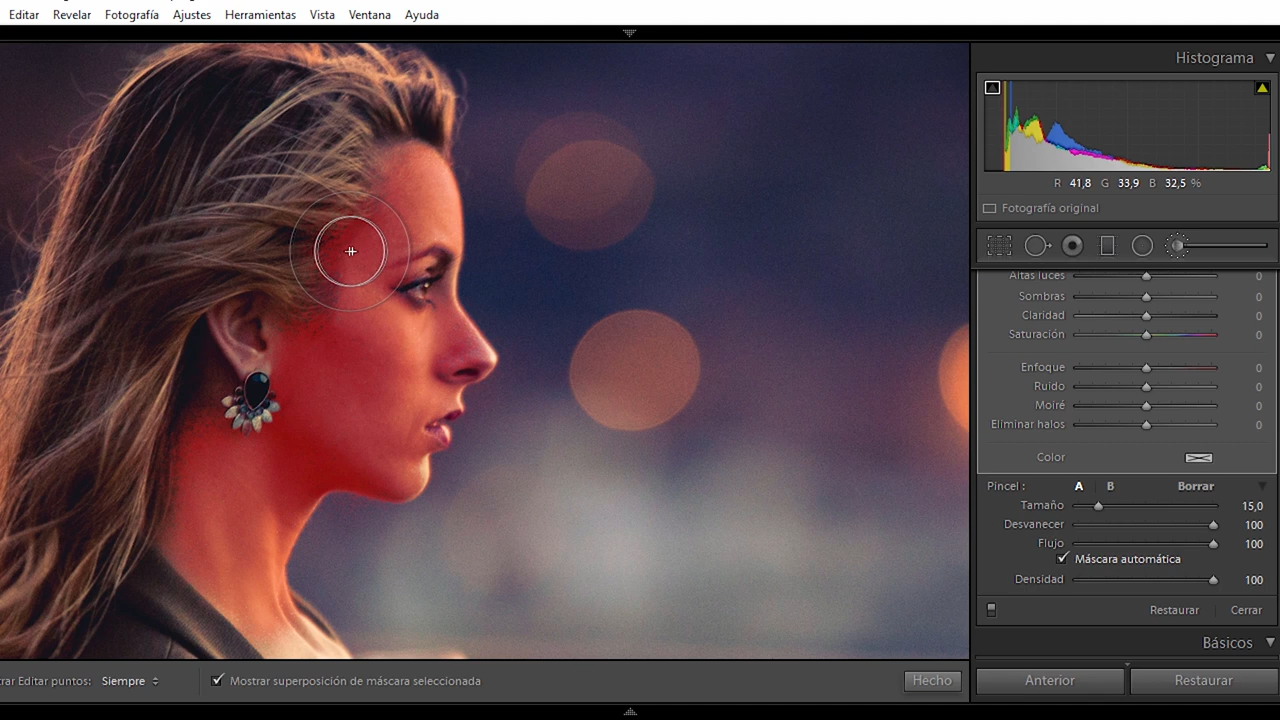 Editar Revelar Fotografía Ajustes Herramientas Vista Ventana Ayuda
Histograma
R 41,8 G 33,9 B 32,5 %
Fotografía original
Altas luces 0
Sombras 0
Claridad 0
Saturación 0
Enfoque 0
Ruido 0
Moiré 0
Eliminar halos 0
Color
Pincel : A B Borrar
Tamaño 15,0
Desvanecer 100
Flujo 100
Máscara automática
Densidad 100
Restaurar Cerrar
Básicos
rar Editar puntos: Siempre Mostrar superposición de máscara seleccionada Hecho
Anterior Restaurar